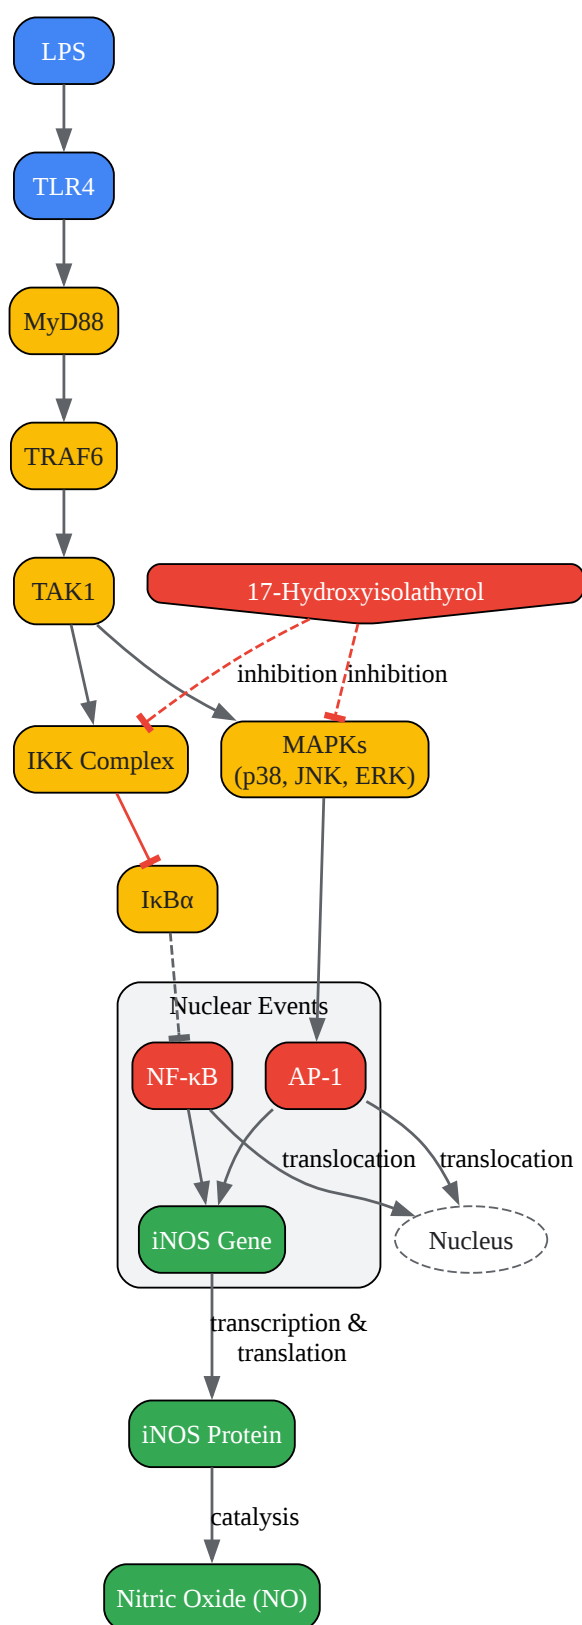 LPS
TLR4
MyD88
TRAF6
TAK1
17-Hydroxyisolathyrol
inhibition
inhibition
IKK Complex
MAPKs
(p38, JNK, ERK)
IκBα
Nuclear Events
NF-κB
AP-1
translocation
translocation
iNOS Gene
Nucleus
transcription &
translation
iNOS Protein
catalysis
Nitric Oxide (NO)